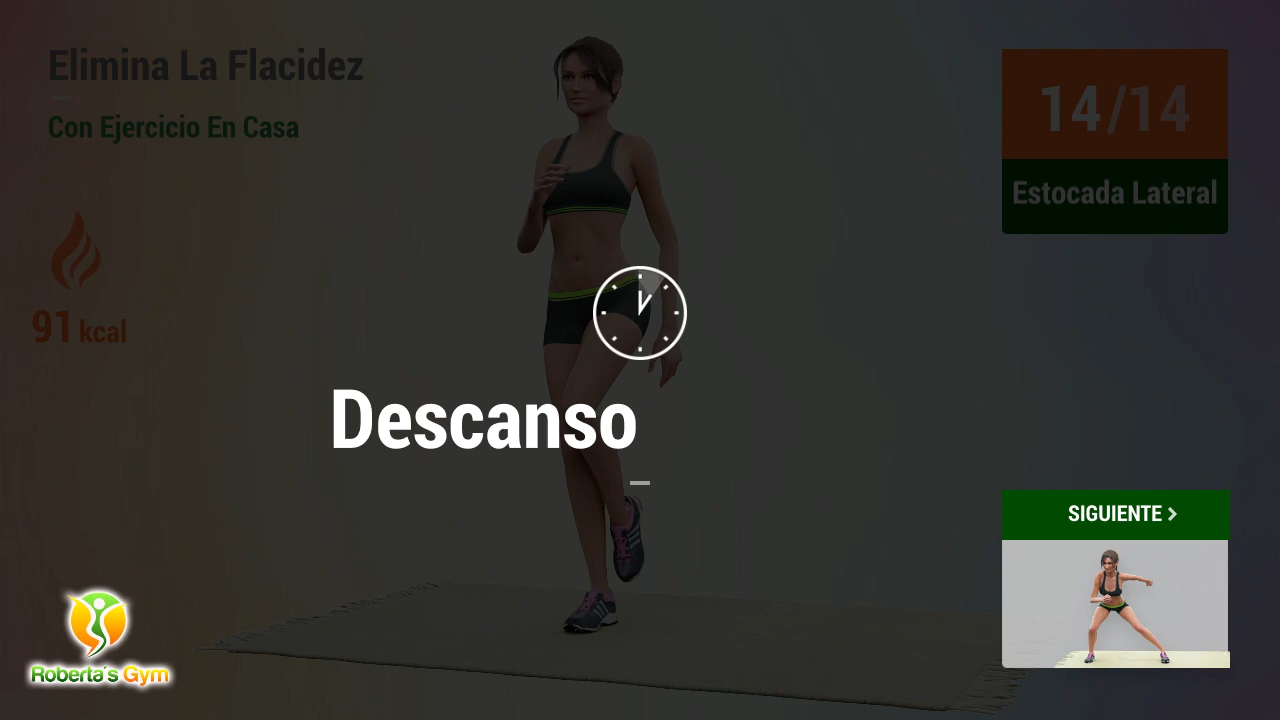 Elimina La Flacidez
Con Ejercicio En Casa
14/14
Estocada Lateral
91 kcal
Descanso
SIGUIENTE >
Roberta´s Gym